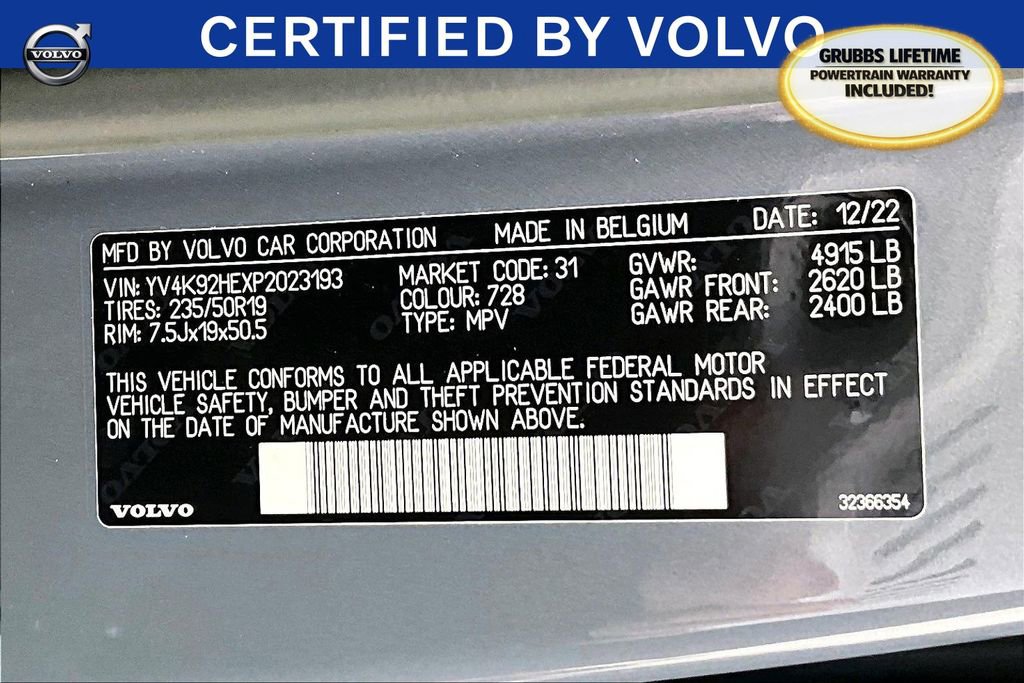 CERTIFIED BY VOLVO
VOLVO
GRUBBS LIFETIME
POWERTRAIN WARRANTY
INCLUDED!
MFD BY VOLVO CAR CORPORATION MADE IN BELGIUM DATE: 12/22
VIN: YV4K92HEXP2023193 MARKET CODE: 31 GVWR: 4915 LB
TIRES: 235/50R19 COLOUR: 728 GAWR FRONT: 2620 LB
RIM: 7.5Jx19x50.5 TYPE: MPV GAWR REAR: 2400 LB
THIS VEHICLE CONFORMS TO ALL APPLICABLE FEDERAL MOTOR
VEHICLE SAFETY, BUMPER AND THEFT PREVENTION STANDARDS IN EFFECT
ON THE DATE OF MANUFACTURE SHOWN ABOVE.
VOLVO
32366354